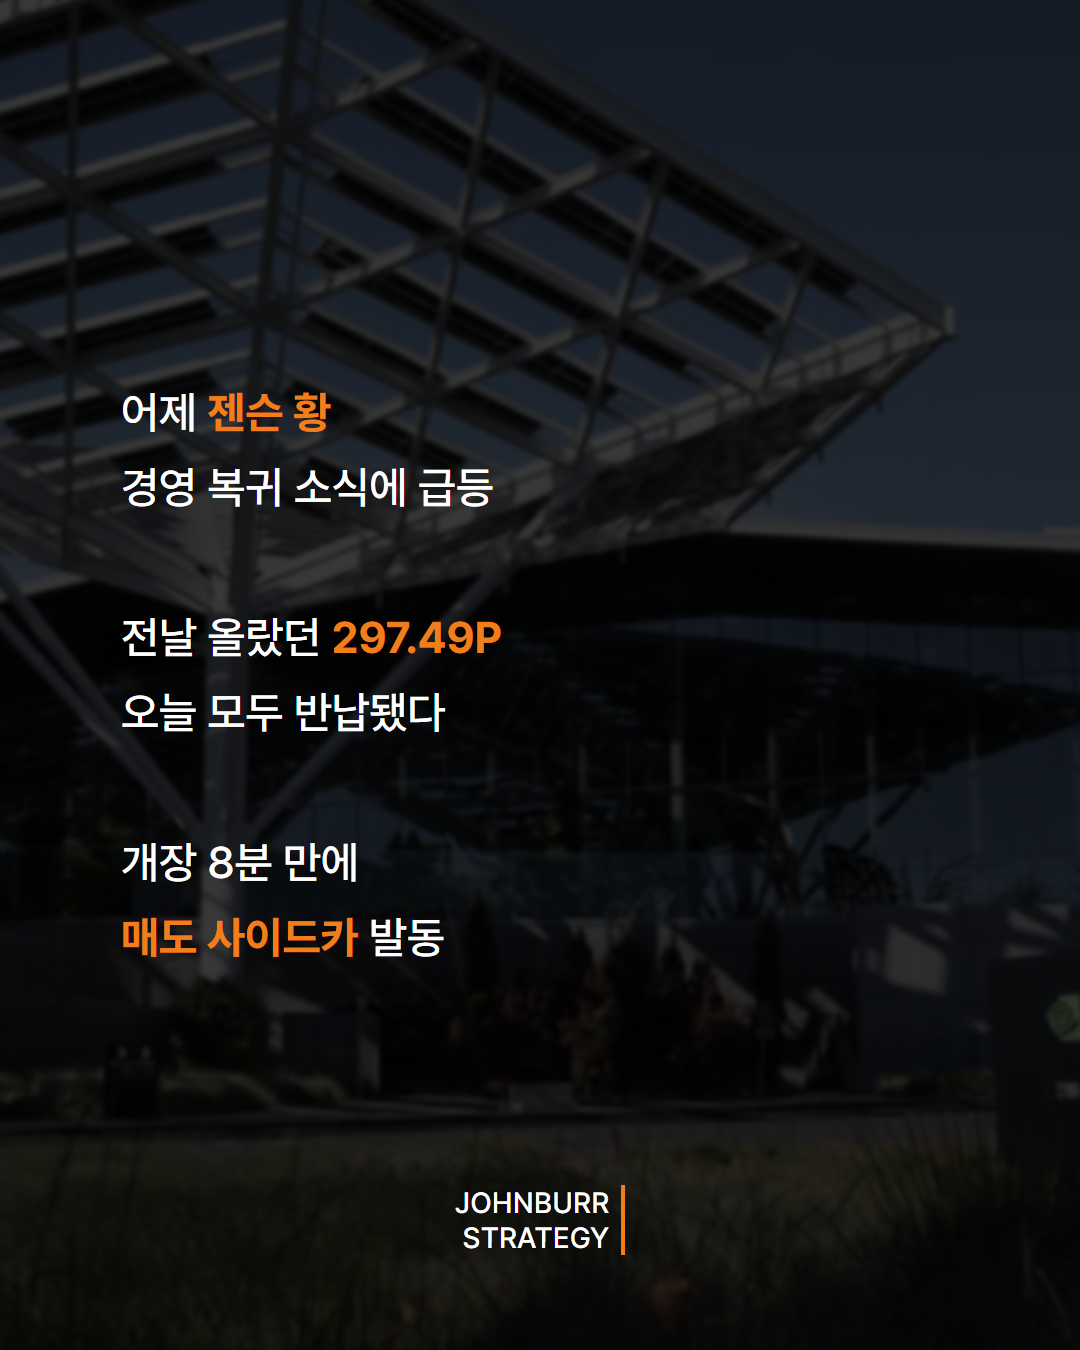 어제 젠슨 황
경영 복귀 소식에 급등
전날 올랐던 297.49P
오늘 모두 반납됐다
개장 8분 만에
매도 사이드카 발동
JOHNBURR
STRATEGY